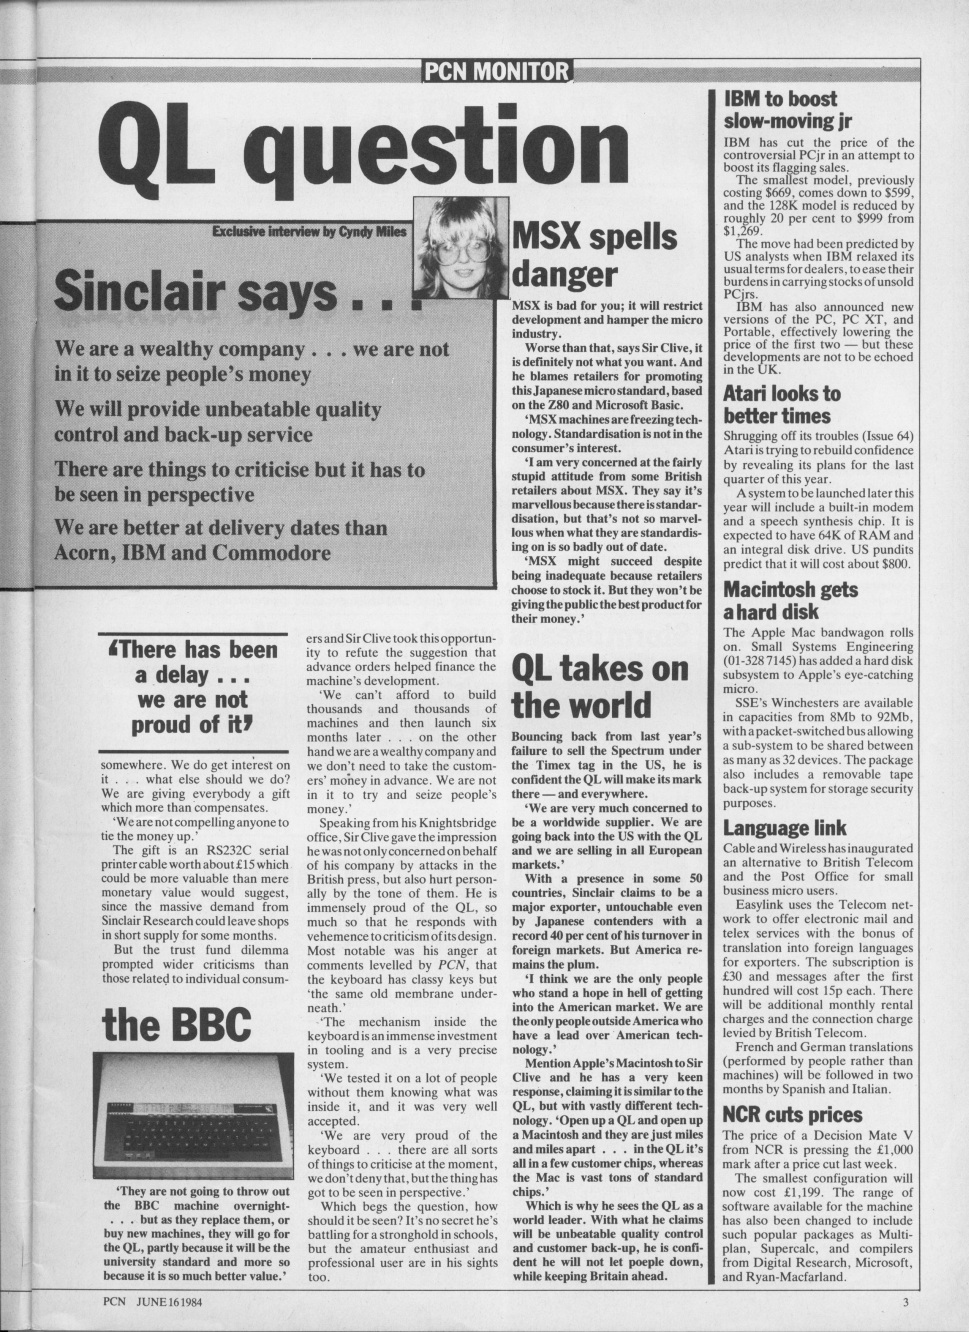 PCN MONITOR
QL question
Exclusive interview by Cyndy Miles
Sinclair says . . .
We are a wealthy company . . . we are not
in it to seize people's money
We will provide unbeatable quality
control and back-up service
There are things to criticise but it has to
be seen in perspective
We are better at delivery dates than
Acorn, IBM and Commodore
‘There has been
a delay . . .
we are not
proud of it’
somewhere. We do get interest on
it . . . what else should we do?
We are giving everybody a gift
which more than compensates.
‘We are not compelling anyone to
tie the money up.’
The gift is an RS232C serial
printer cable worth about £15 which
could be more valuable than mere
monetary value would suggest,
since the massive demand from
Sinclair Research could leave shops
in short supply for some months.
But the trust fund dilemma
prompted wider criticisms than
those related to individual consum-
the BBC
‘They are not going to throw out
the BBC machine overnight-
. . . but as they replace them, or
buy new machines, they will go for
the QL, partly because it will be the
university standard and more so
because it is so much better value.’
ers and Sir Clive took this opportun-
ity to refute the suggestion that
advance orders helped finance the
machine's development.
‘We can't afford to build
thousands and thousands of
machines and then launch six
months later . . . on the other
hand we are a wealthy company and
we don't need to take the custom-
ers' money in advance. We are not
in it to try and seize people's
money.’
Speaking from his Knightsbridge
office, Sir Clive gave the impression
he was not only concerned on behalf
of his company by attacks in the
British press, but also hurt person-
ally by the tone of them. He is
immensely proud of the QL, so
much so that he responds with
vehemence to criticism of its design.
Most notable was his anger at
comments levelled by PCN, that
the keyboard has classy keys but
‘the same old membrane under-
neath.’
‘The mechanism inside the
keyboard is an immense investment
in tooling and is a very precise
system.
‘We tested it on a lot of people
without them knowing what was
inside it, and it was very well
accepted.
‘We are very proud of the
keyboard . . . there are all sorts
of things to criticise at the moment,
we don't deny that, but the thing has
got to be seen in perspective.’
Which begs the question, how
should it be seen? It's no secret he's
battling for a stronghold in schools,
but the amateur enthusiast and
professional user are in his sights
too.
MSX spells
danger
MSX is bad for you; it will restrict
development and hamper the micro
industry.
Worse than that, says Sir Clive, it
is definitely not what you want. And
he blames retailers for promoting
this Japanese micro standard, based
on the Z80 and Microsoft Basic.
‘MSX machines are freezing tech-
nology. Standardisation is not in the
consumer's interest.
‘I am very concerned at the fairly
stupid attitude from some British
retailers about MSX. They say it's
marvellous because there is standar-
disation, but that's not so marvel-
lous when what they are standardis-
ing on is so badly out of date.
‘MSX might succeed despite
being inadequate because retailers
choose to stock it. But they won't be
giving the public the best product for
their money.’
QL takes on
the world
Bouncing back from last year's
failure to sell the Spectrum under
the Timex tag in the US, he is
confident the QL will make its mark
there — and everywhere.
‘We are very much concerned to
be a worldwide supplier. We are
going back into the US with the QL
and we are selling in all European
markets.’
With a presence in some 50
countries, Sinclair claims to be a
major exporter, untouchable even
by Japanese contenders with a
record 40 per cent of his turnover in
foreign markets. But America re-
mains the plum.
‘I think we are the only people
who stand a hope in hell of getting
into the American market. We are
the only people outside America who
have a lead over American tech-
nology.’
Mention Apple's Macintosh to Sir
Clive and he has a very keen
response, claiming it is similar to the
QL, but with vastly different tech-
nology. ‘Open up a QL and open up
a Macintosh and they are just miles
and miles apart . . . in the QL it's
all in a few customer chips, whereas
the Mac is vast tons of standard
chips.’
Which is why he sees the QL as a
world leader. With what he claims
will be unbeatable quality control
and customer back-up, he is confi-
dent he will not let poeple down,
while keeping Britain ahead.
IBM to boost
slow-moving jr
IBM has cut the price of the
controversial PCjr in an attempt to
boost its flagging sales.
The smallest model, previously
costing $669, comes down to $599,
and the 128K model is reduced by
roughly 20 per cent to $999 from
$1,269.
The move had been predicted by
US analysts when IBM relaxed its
usual terms for dealers, to ease their
burdens in carrying stocks of unsold
PCjrs.
IBM has also announced new
versions of the PC, PC XT, and
Portable, effectively lowering the
price of the first two — but these
developments are not to be echoed
in the UK.
Atari looks to
better times
Shrugging off its troubles (Issue 64)
Atari is trying to rebuild confidence
by revealing its plans for the last
quarter of this year.
A system to be launched later this
year will include a built-in modem
and a speech synthesis chip. It is
expected to have 64K of RAM and
an integral disk drive. US pundits
predict that it will cost about $800.
Macintosh gets
a hard disk
The Apple Mac bandwagon rolls
on. Small Systems Engineering
(01-328 7145) has added a hard disk
subsystem to Apple's eye-catching
micro.
SSE's Winchesters are available
in capacities from 8Mb to 92Mb,
with a packet-switched bus allowing
a sub-system to be shared between
as many as 32 devices. The package
also includes a removable tape
back-up system for storage security
purposes.
Language link
Cable and Wireless has inaugurated
an alternative to British Telecom
and the Post Office for small
business micro users.
Easylink uses the Telecom net-
work to offer electronic mail and
telex services with the bonus of
translation into foreign languages
for exporters. The subscription is
£30 and messages after the first
hundred will cost 15p each. There
will be additional monthly rental
charges and the connection charge
levied by British Telecom.
French and German translations
(performed by people rather than
machines) will be followed in two
months by Spanish and Italian.
NCR cuts prices
The price of a Decision Mate V
from NCR is pressing the £1,000
mark after a price cut last week.
The smallest configuration will
now cost £1,199. The range of
software available for the machine
has also been changed to include
such popular packages as Multi-
plan, Supercalc, and compilers
from Digital Research, Microsoft,
and Ryan-Macfarland.
PCN JUNE 16 1984
3